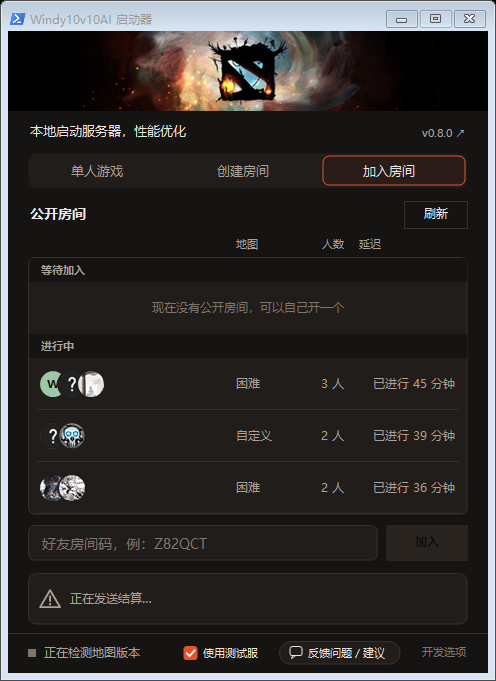 Windy10v10AI 启动器
本地启动服务器，性能优化
v0.8.0 ↗
单人游戏 创建房间 加入房间
公开房间 刷新
地图 人数 延迟
等待加入
现在没有公开房间，可以自己开一个
进行中
W ? 困难 3 人 已进行 45 分钟
? 自定义 2 人 已进行 39 分钟
困难 2 人 已进行 36 分钟
好友房间码，例：Z82QCT 加入
正在发送结算...
正在检测地图版本 使用测试服 反馈问题 / 建议 开发选项